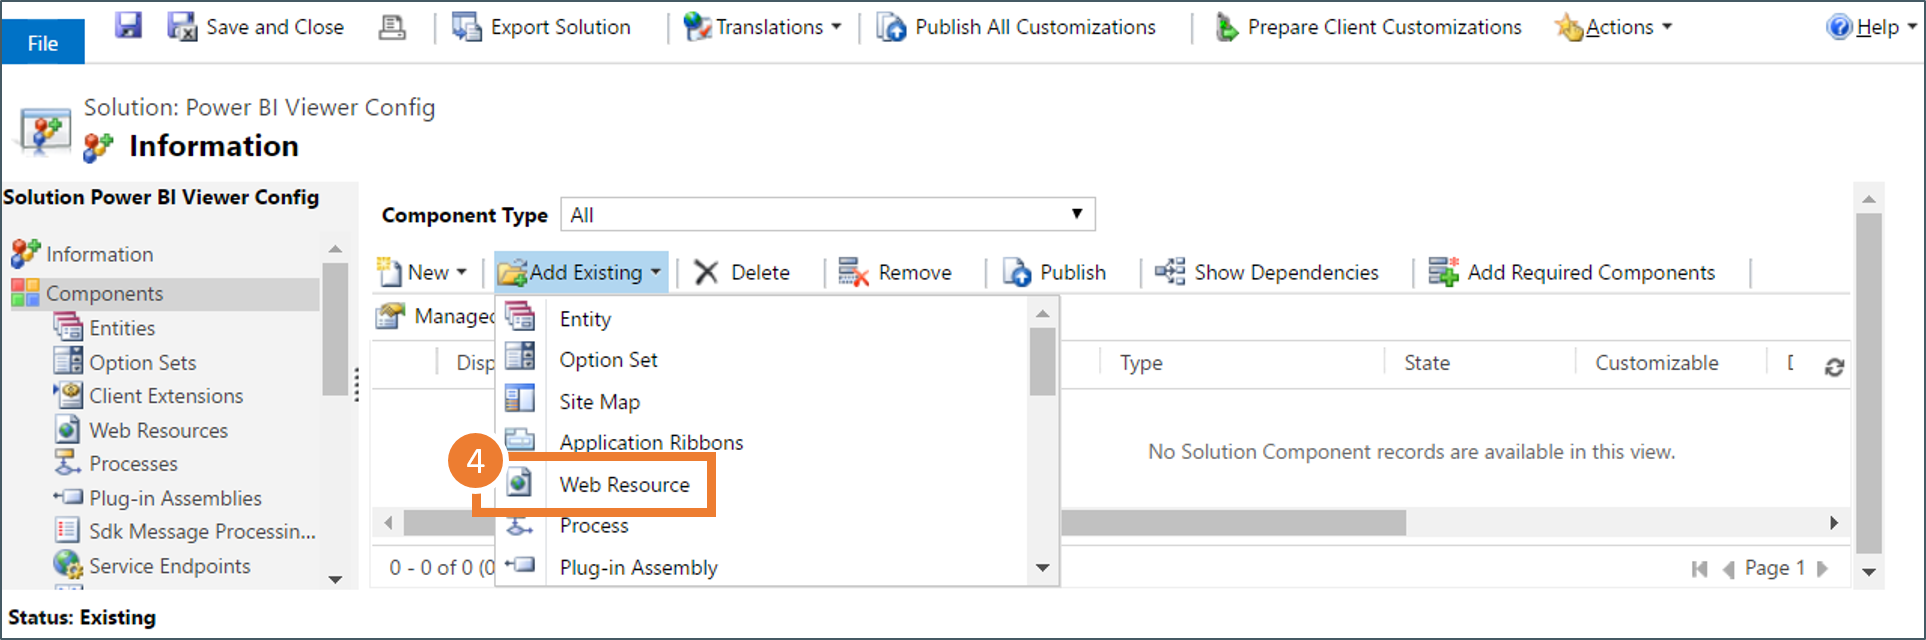 File
Save and Close
Export Solution
Translations
Publish All Customizations
Prepare Client Customizations
Actions
Help
Solution: Power BI Viewer Config
Information
Solution Power BI Viewer Config
Information
Components
Entities
Option Sets
Client Extensions
Web Resources
Processes
Plug-in Assemblies
Sdk Message Processin...
Service Endpoints
Component Type All
New
Add Existing
Delete
Remove
Publish
Show Dependencies
Add Required Components
Managed
Disp
Type
State
Customizable
Entity
Option Set
Site Map
Application Ribbons
4
Web Resource
Process
Plug-in Assembly
No Solution Component records are available in this view.
0 - 0 of 0 (0
Page 1
Status: Existing